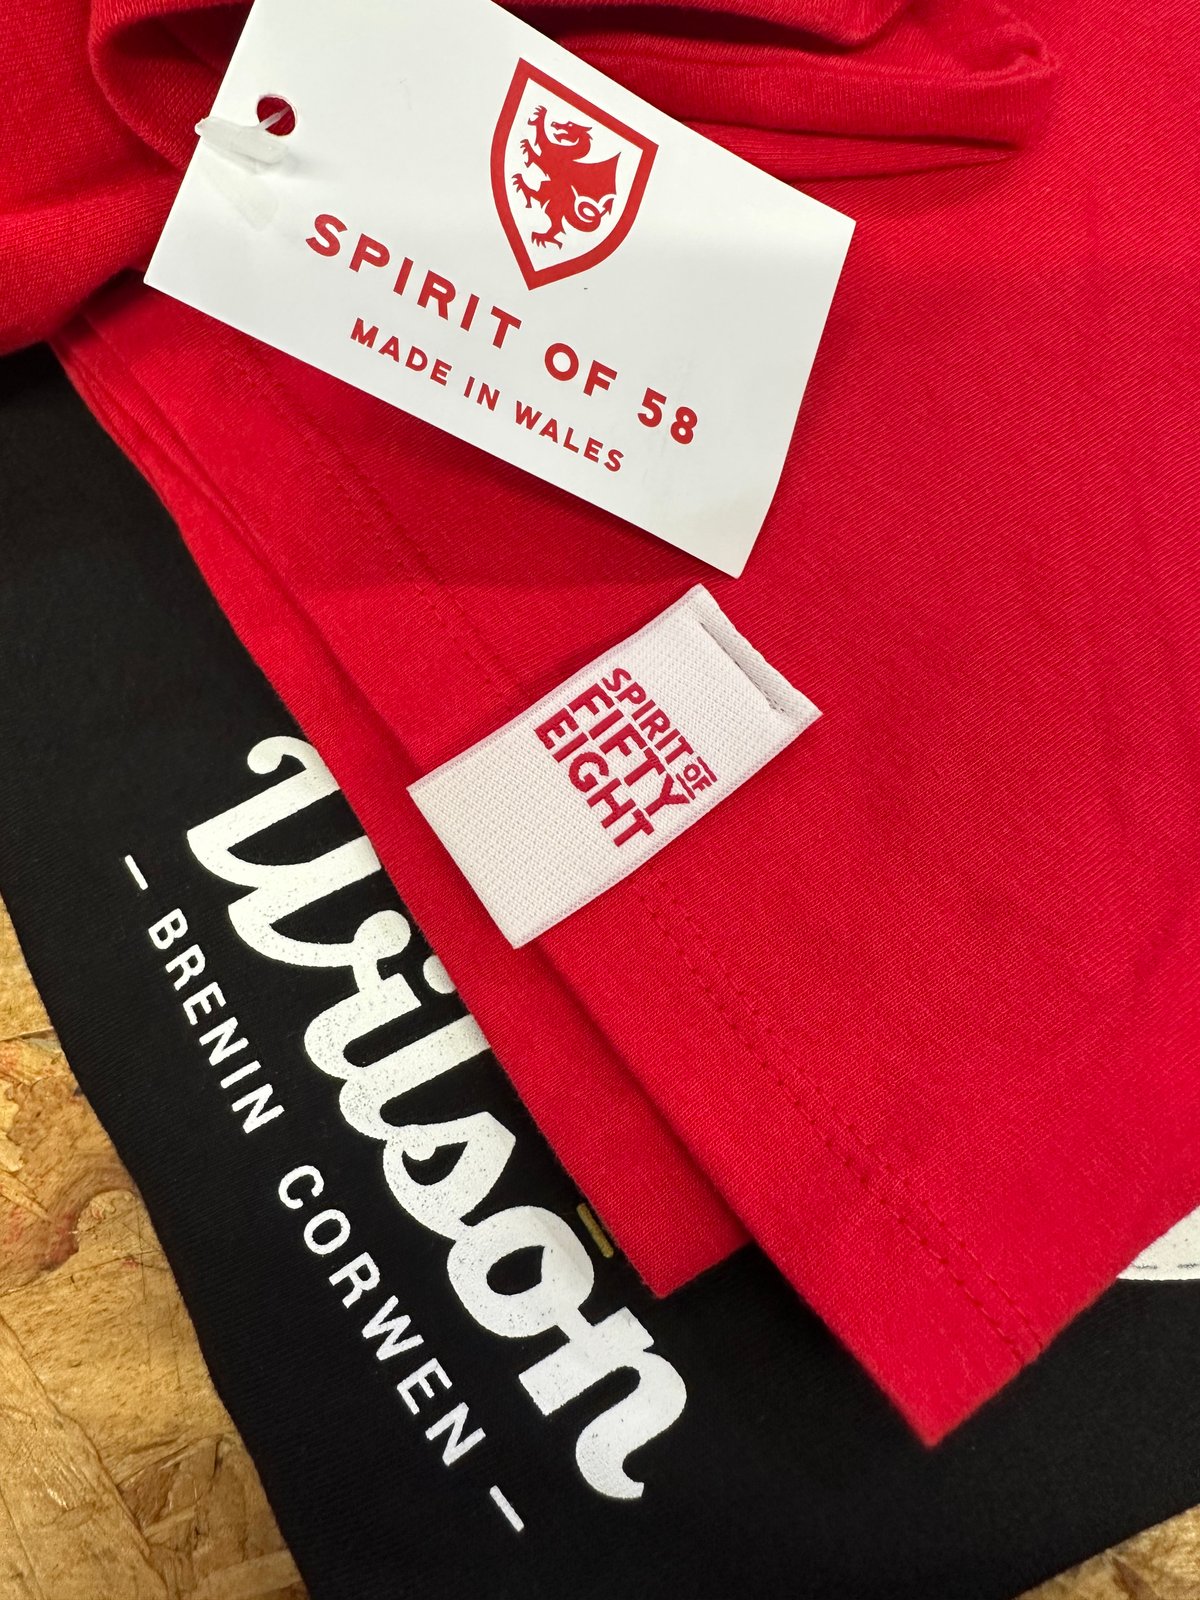 SPIRIT OF 58
MADE IN WALES
SPIRIT OF
FIFTY
EIGHT
Wilson
– BRENIN CORWEN –